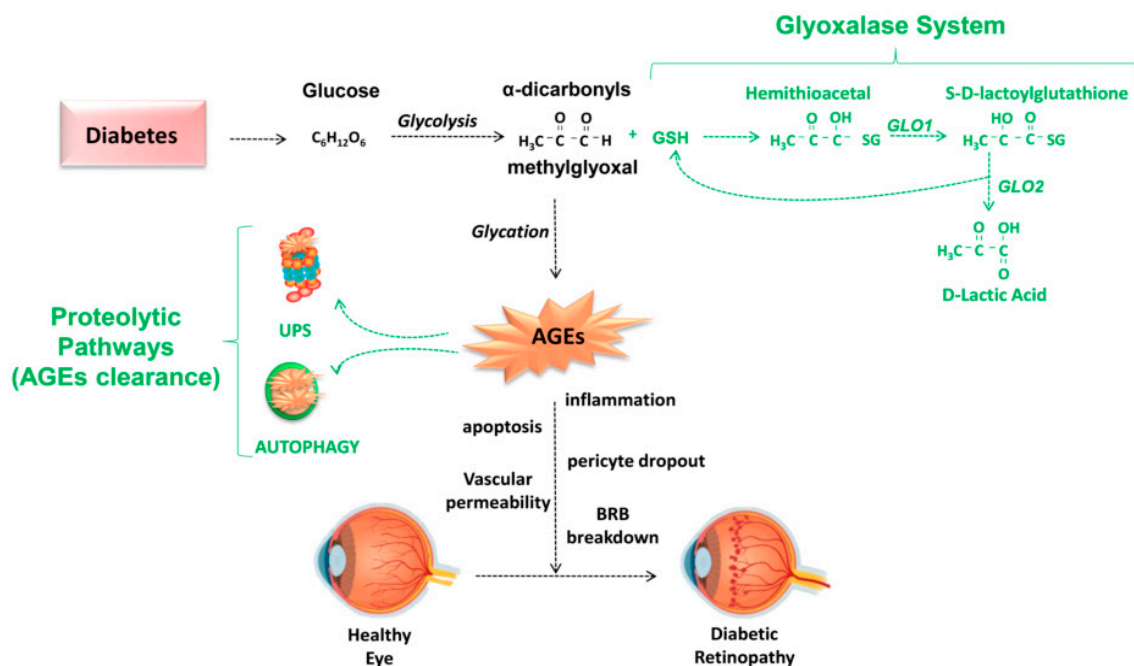 Glyoxalase System
Diabetes
Glucose
C₆H₁₂O₆
Glycolysis
α-dicarbonyls
O O
H₃C – C – C – H
methylglyoxal
+
GSH
Hemithioacetal
O OH
H₃C – C – C – SG
GLO1
S-D-lactoylglutathione
HO O
H₃C – C – C – SG
GLO2
O OH
H₃C – C – C
O
D-Lactic Acid
Glycation
Proteolytic
Pathways
(AGEs clearance)
UPS
AUTOPHAGY
AGEs
inflammation
apoptosis
pericyte dropout
Vascular
permeability
BRB
breakdown
Healthy
Eye
Diabetic
Retinopathy